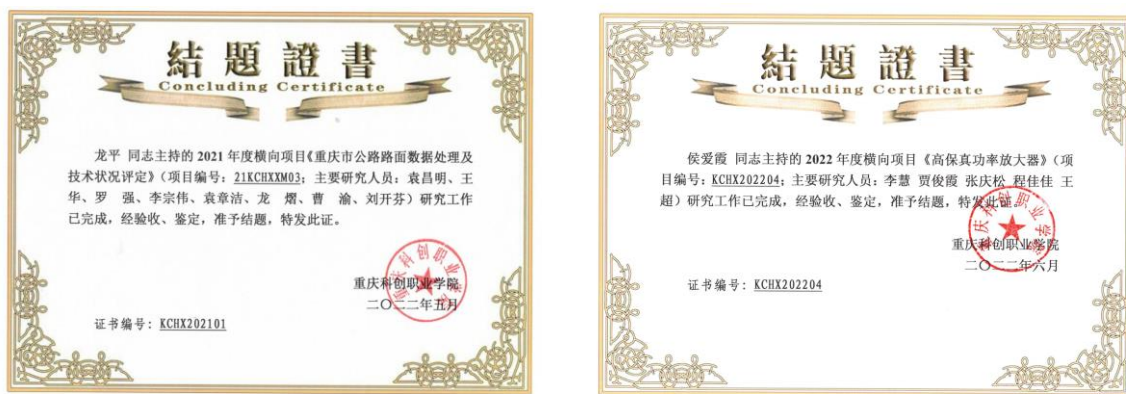 結題證書
Concluding Certificate
龙平 同志主持的 2021 年度横向项目《重庆市公路路面数据处理及
技术状况评定》（项目编号：21KCHXXM03；主要研究人员：袁昌明、王
华、罗 强、李宗伟、袁章洁、龙 熠、曹 渝、刘开芬）研究工作
已完成，经验收、鉴定，准予结题，特发此证。
重庆科创职业学院
二〇二二年五月
证书编号：KCHX202101
結題證書
Concluding Certificate
侯爱霞 同志主持的 2022 年度横向项目《高保真功率放大器》（项
目编号：KCHX202204；主要研究人员：李慧 贾俊霞 张庆松 程佳佳 王
超）研究工作已完成，经验收、鉴定，准予结题，特发此证。
重庆科创职业学院
二〇二二年六月
证书编号：KCHX202204